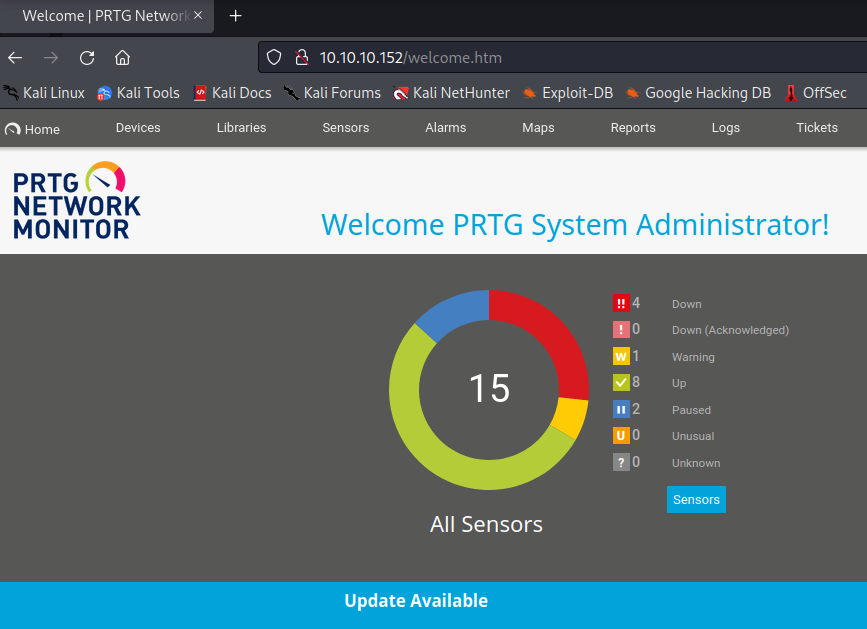 Welcome | PRTG Network
10.10.10.152/welcome.htm
Kali Linux Kali Tools Kali Docs Kali Forums Kali NetHunter Exploit-DB Google Hacking DB OffSec
Home Devices Libraries Sensors Alarms Maps Reports Logs Tickets
PRTG
NETWORK
MONITOR
Welcome PRTG System Administrator!
!! 4 Down
! 0 Down (Acknowledged)
W 1 Warning
8 Up
2 Paused
U 0 Unusual
? 0 Unknown
15
Sensors
All Sensors
Update Available